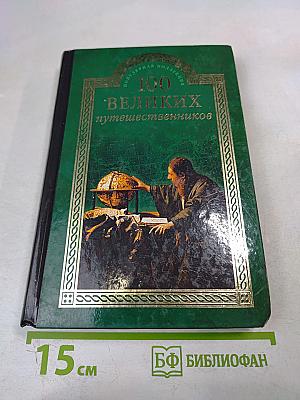 100
ВЕЛИКИХ
путешественников
15 см
БФ БИБЛИОФАН